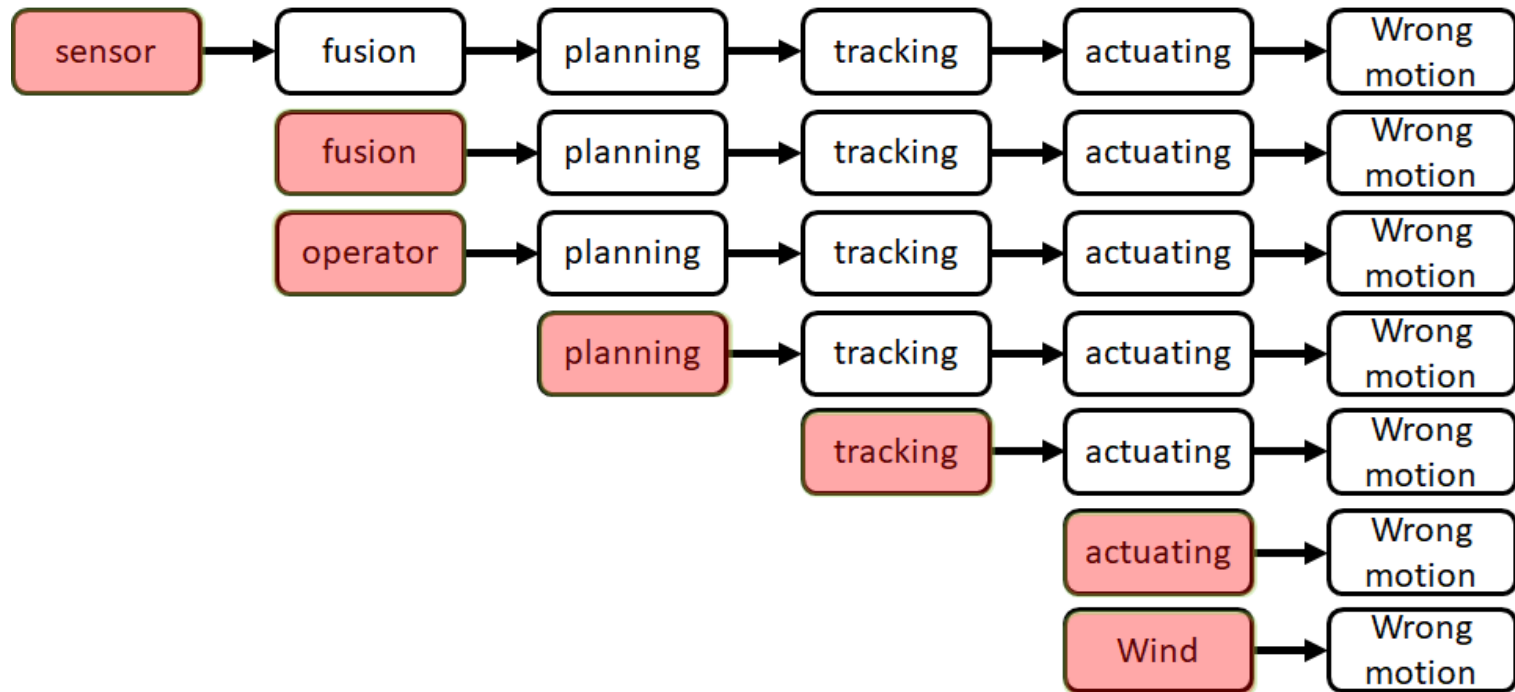 sensor fusion planning tracking actuating Wrong
motion
fusion planning tracking actuating Wrong
motion
operator planning tracking actuating Wrong
motion
planning tracking actuating Wrong
motion
tracking actuating Wrong
motion
actuating Wrong
motion
Wind Wrong
motion